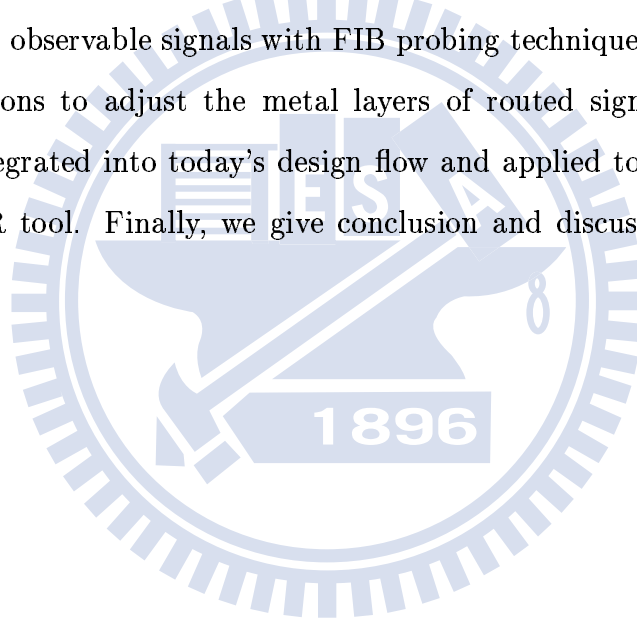 observable signals with FIB probing technique
ons to adjust the metal layers of routed sign
egrated into today's design flow and applied to
R tool. Finally, we give conclusion and discus
E S A
1896